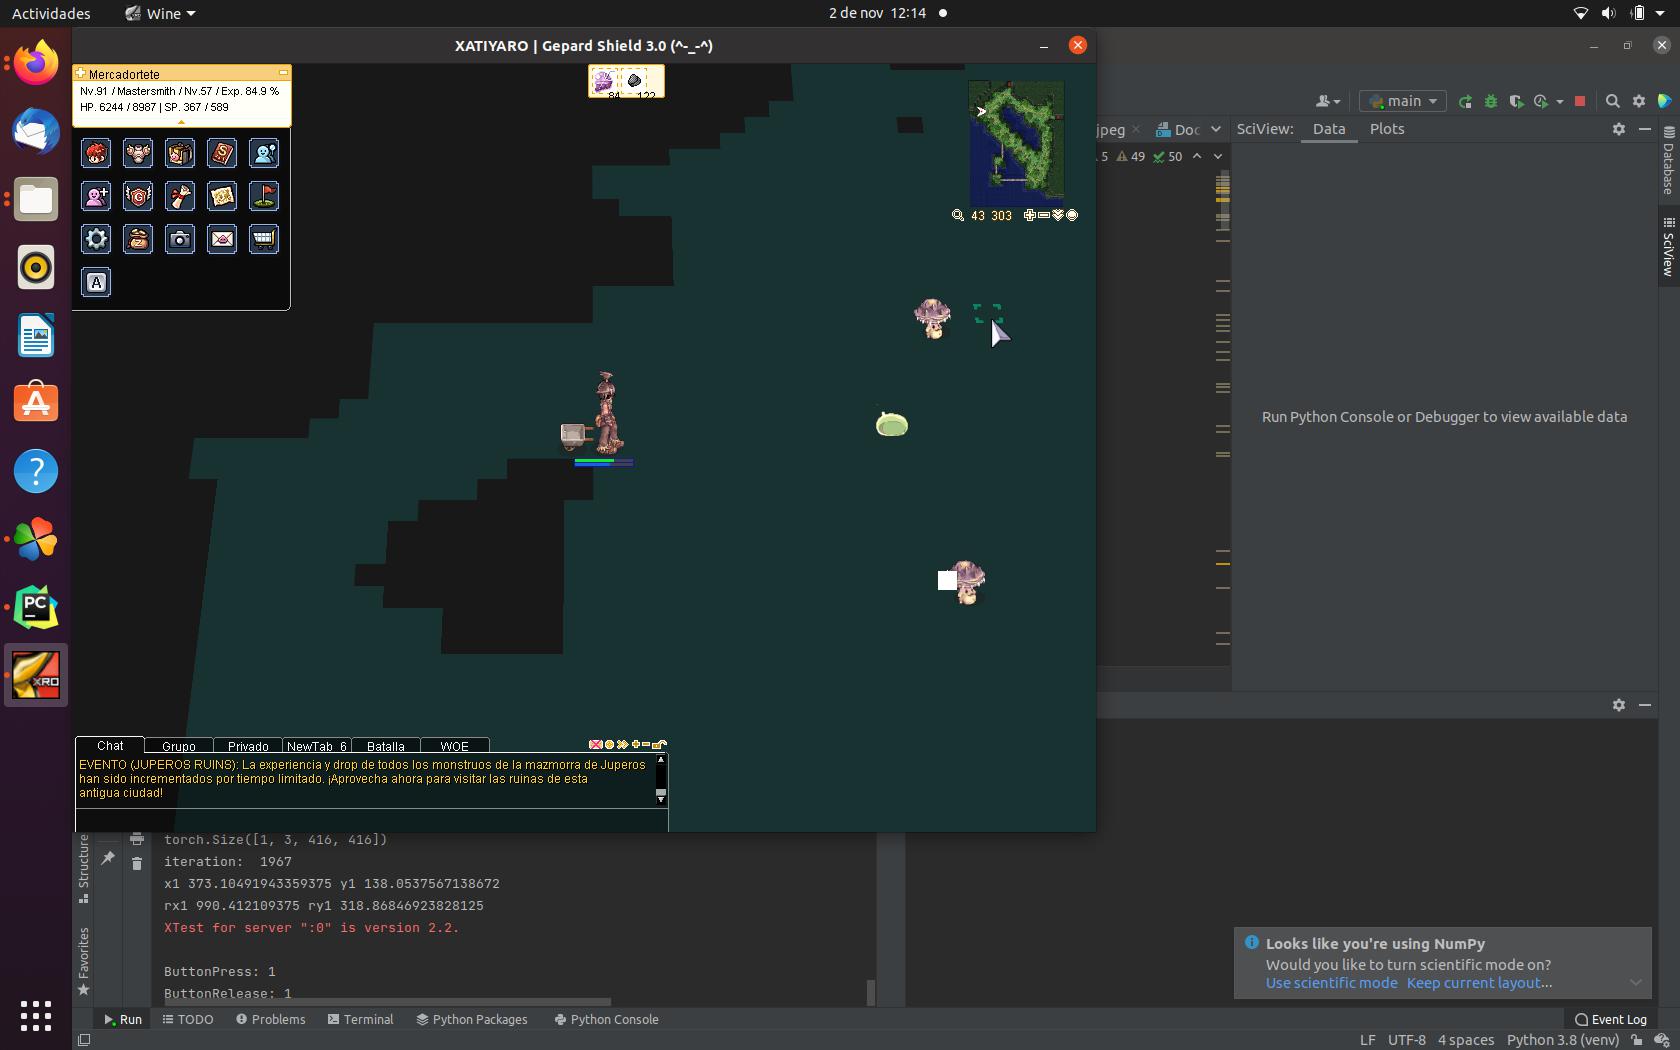 Actividades
Wine
2 de nov 12:14
XATIYARO | Gepard Shield 3.0 (^-_-^)
Mercadortete
Nv.91 / Mastersmith / Nv.57 / Exp. 84.9 %
HP. 6244 / 8987 | SP. 367 / 589
84
122
S
G
A
43 303
main
jpeg
Doc
SciView:
Data
Plots
5
49
50
Database
SciView
Run Python Console or Debugger to view available data
PC
XRO
Chat
Grupo
Privado
NewTab_6
Batalla
WOE
EVENTO (JUPEROS RUINS): La experiencia y drop de todos los monstruos de la mazmorra de Juperos
han sido incrementados por tiempo limitado. ¡Aprovecha ahora para visitar las ruinas de esta
antigua ciudad!
Structure
Favorites
torch.Size([1, 3, 416, 416])
iteration:  1967
x1 373.10491943359375 y1 138.0537567138672
rx1 990.412109375 ry1 318.86846923828125
XTest for server ":0" is version 2.2.
ButtonPress: 1
ButtonRelease: 1
Looks like you're using NumPy
Would you like to turn scientific mode on?
Use scientific mode Keep current layout...
Run
TODO
Problems
Terminal
Python Packages
Python Console
Event Log
LF UTF-8 4 spaces Python 3.8 (venv)